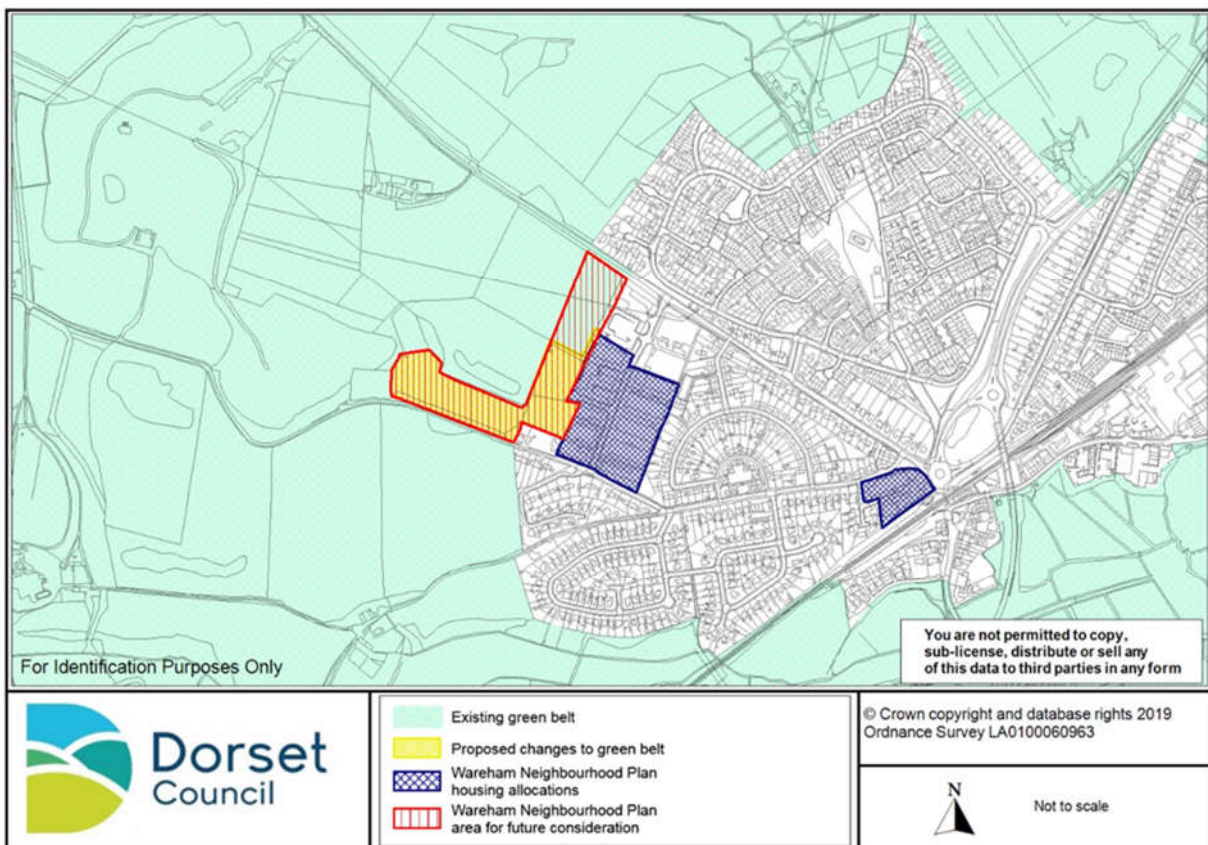 You are not permitted to copy,
sub-license, distribute or sell any
of this data to third parties in any form
For Identification Purposes Only
Dorset
Council
Existing green belt
Proposed changes to green belt
Wareham Neighbourhood Plan
housing allocations
Wareham Neighbourhood Plan
area for future consideration
© Crown copyright and database rights 2019
Ordnance Survey LA0100060963
N
Not to scale